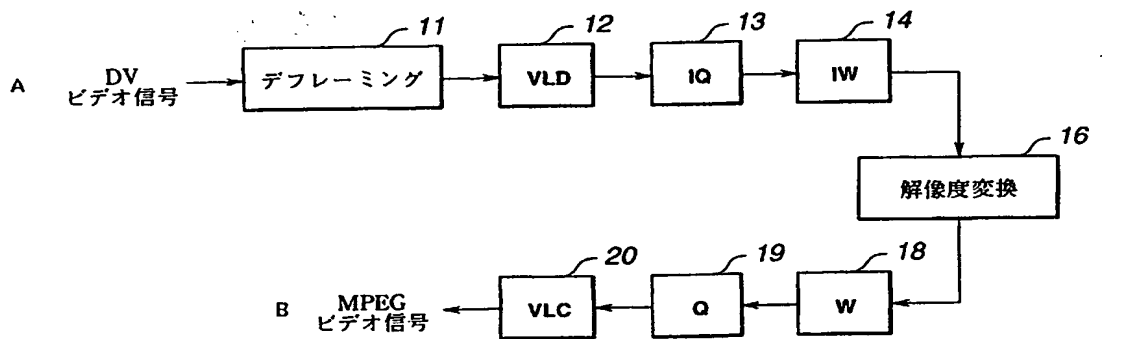 11
12
13
14
A
DV
ビデオ信号
デフレーミング
VLD
IQ
IW
16
解像度変換
20
19
18
B
MPEG
ビデオ信号
VLC
Q
W